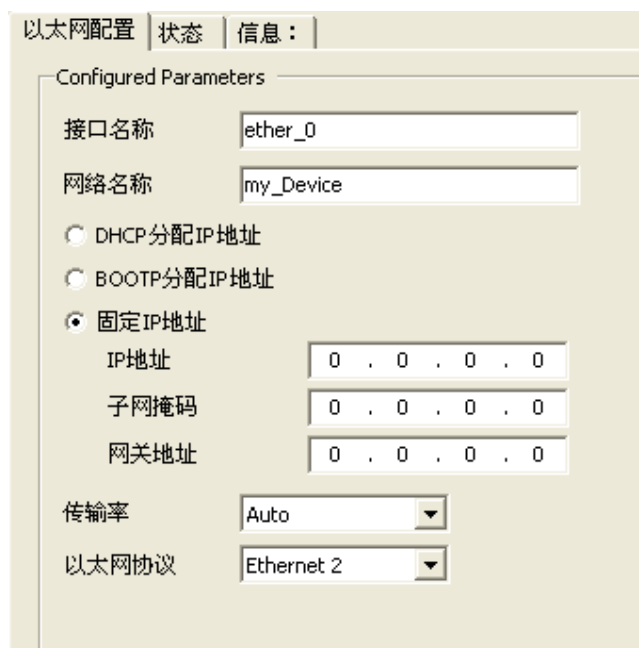 以太网配置 状态 信息：
Configured Parameters
接口名称 ether_0
网络名称 my_Device
DHCP分配IP地址
BOOTP分配IP地址
固定IP地址
IP地址 0 . 0 . 0 . 0
子网掩码 0 . 0 . 0 . 0
网关地址 0 . 0 . 0 . 0
传输率 Auto
以太网协议 Ethernet 2